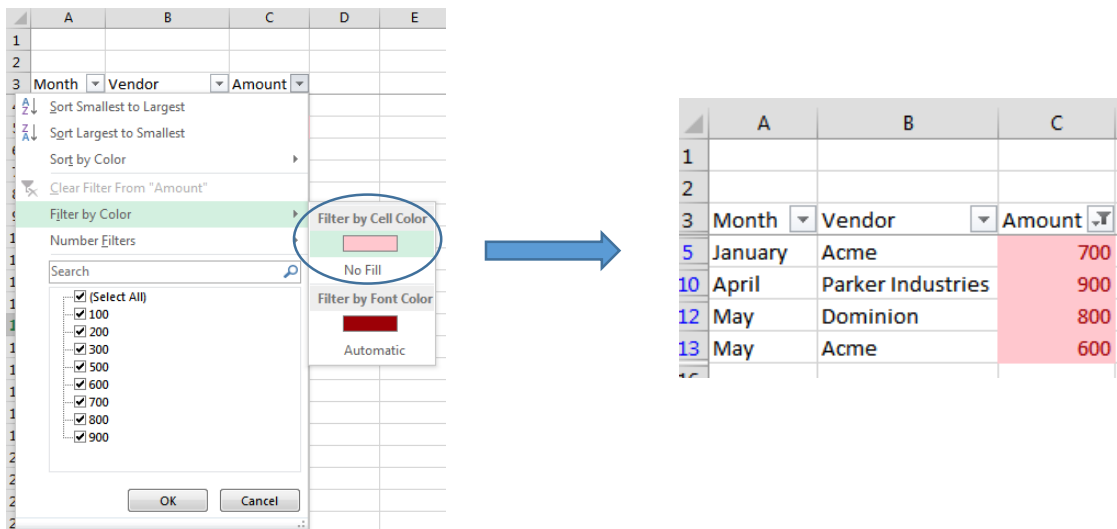 A B C D E
1
2
3 Month Vendor Amount
Sort Smallest to Largest
Sort Largest to Smallest
Sort by Color
Clear Filter From "Amount"
Filter by Color
Number Filters
Search
(Select All)
100
200
300
500
600
700
800
900
OK Cancel
Filter by Cell Color
No Fill
Filter by Font Color
Automatic
A B C
1
2
3 Month Vendor Amount
5 January Acme 700
10 April Parker Industries 900
12 May Dominion 800
13 May Acme 600